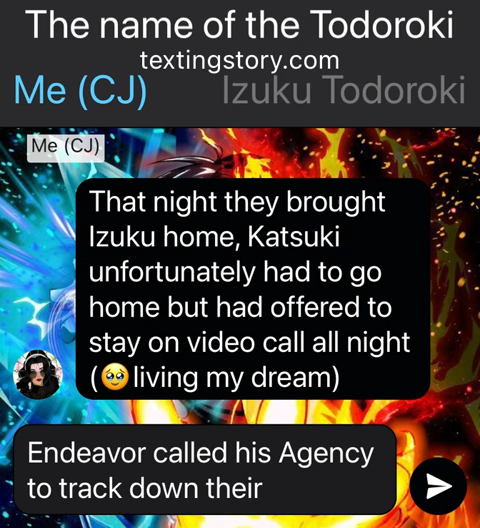 The name of the Todoroki
textingstory.com
Me (CJ) Izuku Todoroki
Me (CJ)
That night they brought
Izuku home, Katsuki
unfortunately had to go
home but had offered to
stay on video call all night
(🥹living my dream)
Endeavor called his Agency
to track down their